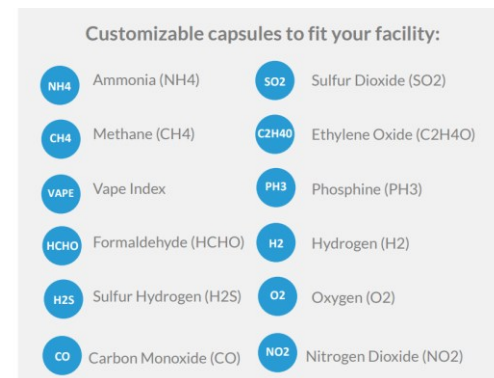 Customizable capsules to fit your facility:
NH4 Ammonia (NH4)
SO2 Sulfur Dioxide (SO2)
CH4 Methane (CH4)
C2H40 Ethylene Oxide (C2H4O)
VAPE Vape Index
PH3 Phosphine (PH3)
HCHO Formaldehyde (HCHO)
H2 Hydrogen (H2)
H2S Sulfur Hydrogen (H2S)
O2 Oxygen (O2)
CO Carbon Monoxide (CO)
NO2 Nitrogen Dioxide (NO2)